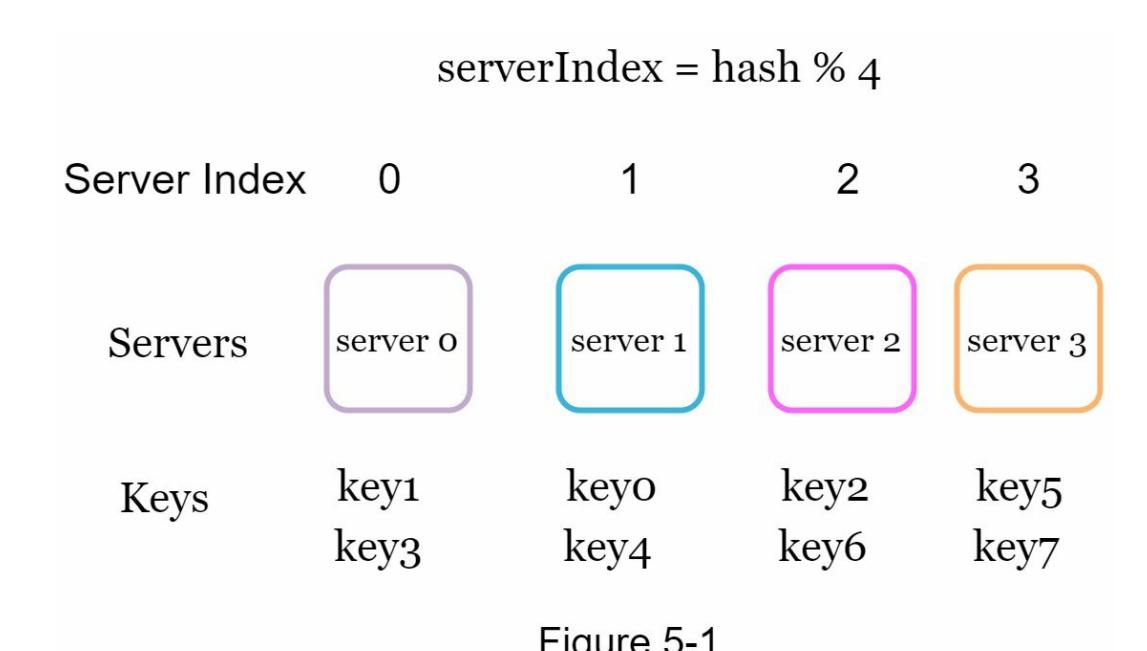 serverIndex = hash % 4
Server Index 0 1 2 3
Servers server 0 server 1 server 2 server 3
Keys key1 key0 key2 key5
key3 key4 key6 key7
Figure 5-1